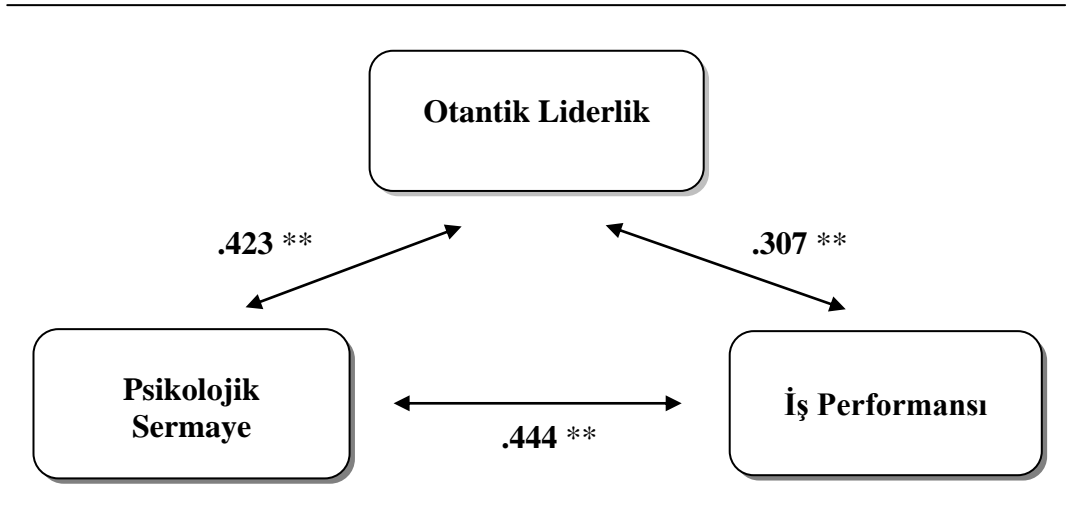 Otantik Liderlik
.423 **
.307 **
Psikolojik
Sermaye
İş Performansı
.444 **